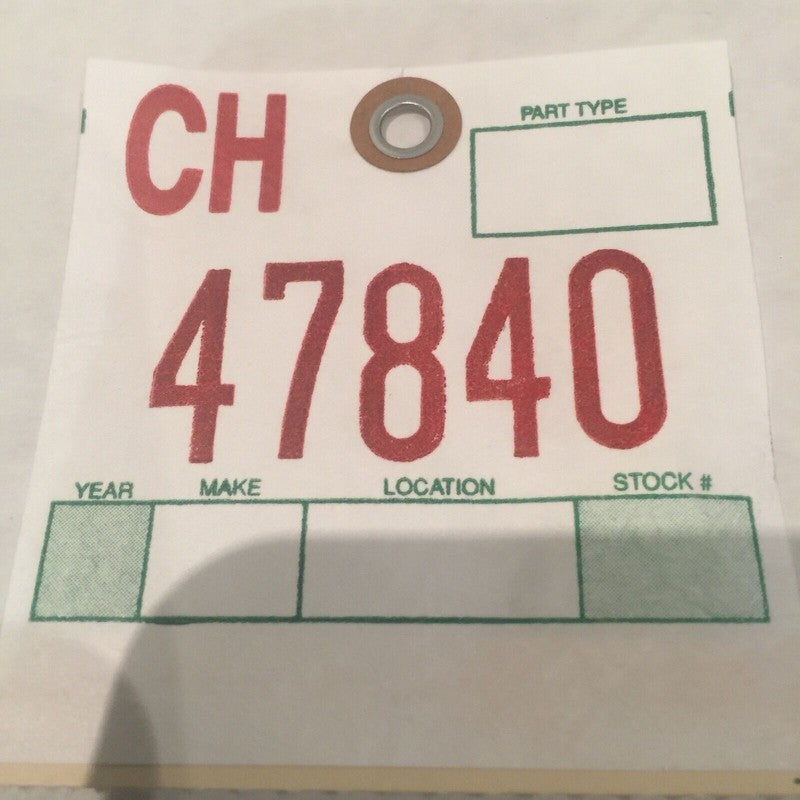 CH
PART TYPE
47840
YEAR MAKE LOCATION STOCK #